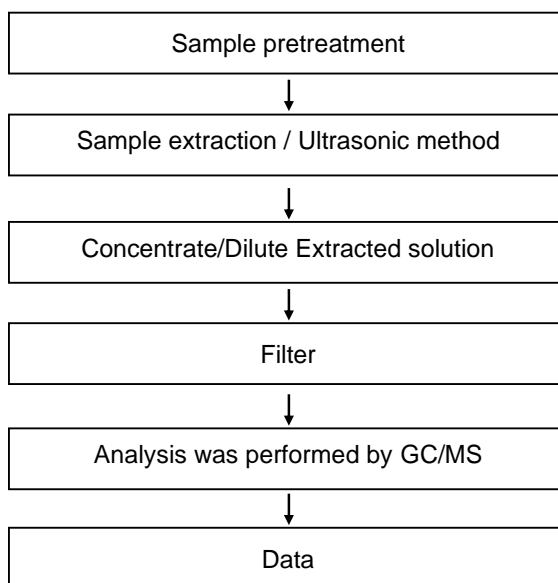 Sample pretreatment
Sample extraction / Ultrasonic method
Concentrate/Dilute Extracted solution
Filter
Analysis was performed by GC/MS
Data